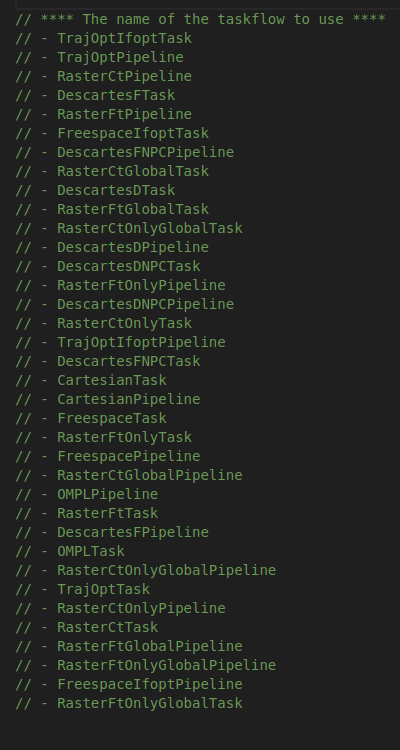 // **** The name of the taskflow to use ****
// - TrajOptIfoptTask
// - TrajOptPipeline
// - RasterCtPipeline
// - DescartesFTask
// - RasterFtPipeline
// - FreespaceIfoptTask
// - DescartesFNPCPipeline
// - RasterCtGlobalTask
// - DescartesDTask
// - RasterFtGlobalTask
// - RasterCtOnlyGlobalTask
// - DescartesDPipeline
// - DescartesDNPCTask
// - RasterFtOnlyPipeline
// - DescartesDNPCPipeline
// - RasterCtOnlyTask
// - TrajOptIfoptPipeline
// - DescartesFNPCTask
// - CartesianTask
// - CartesianPipeline
// - FreespaceTask
// - RasterFtOnlyTask
// - FreespacePipeline
// - RasterCtGlobalPipeline
// - OMPLPipeline
// - RasterFtTask
// - DescartesFPipeline
// - OMPLTask
// - RasterCtOnlyGlobalPipeline
// - TrajOptTask
// - RasterCtOnlyPipeline
// - RasterCtTask
// - RasterFtGlobalPipeline
// - RasterFtOnlyGlobalPipeline
// - FreespaceIfoptPipeline
// - RasterFtOnlyGlobalTask